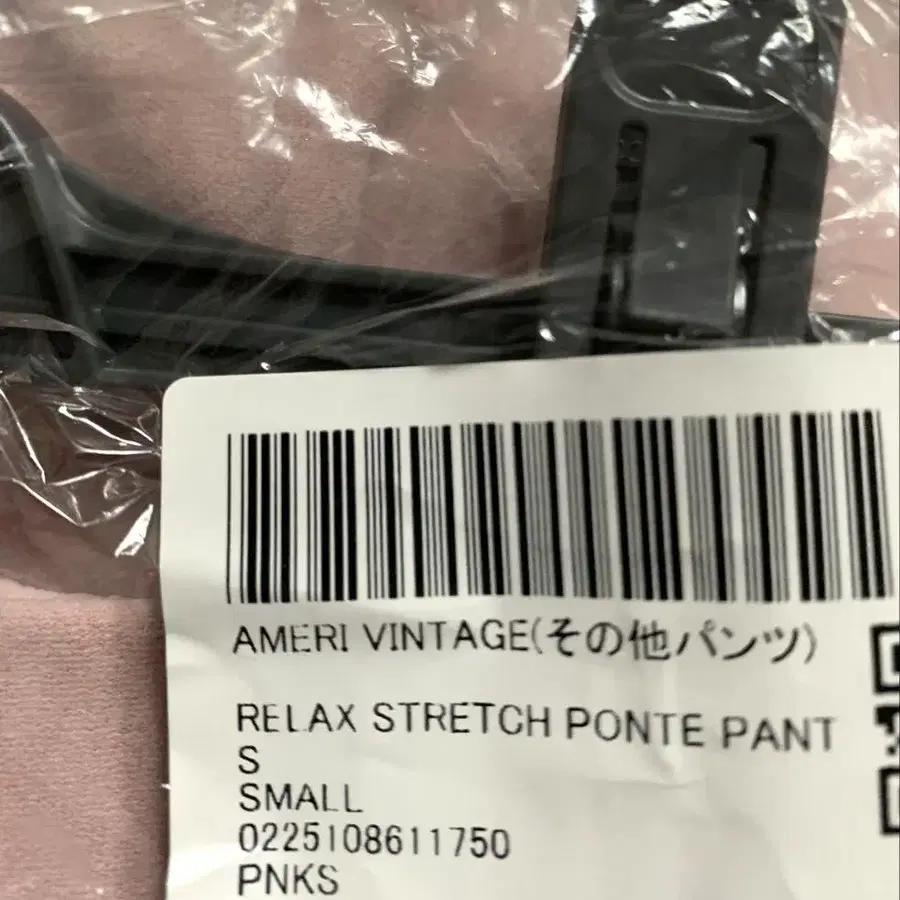 AMERI VINTAGE(その他パンツ)
RELAX STRETCH PONTE PANT
S
SMALL
0225108611750
PNKS